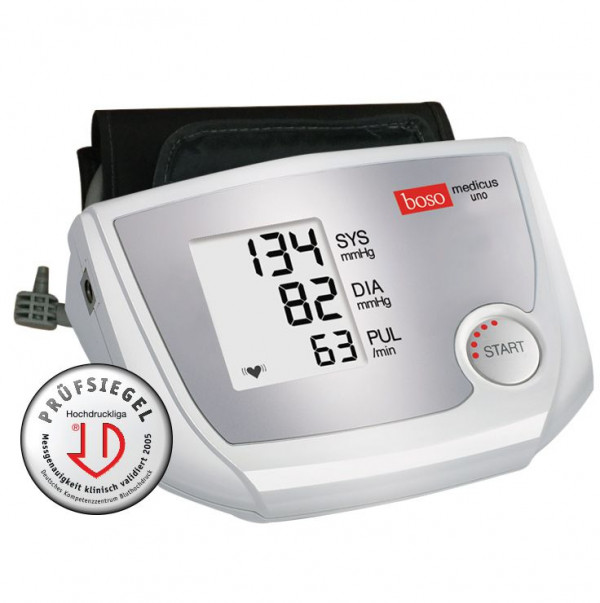 boso
medicus
uno
134 SYS
mmHg
82 DIA
mmHg
63 PUL
/min
START
PRÜFSIEGEL
Hochdruckliga
®
Messgenauigkeit klinisch validiert 2005
Deutsches Kompetenzzentrum Bluthochdruck